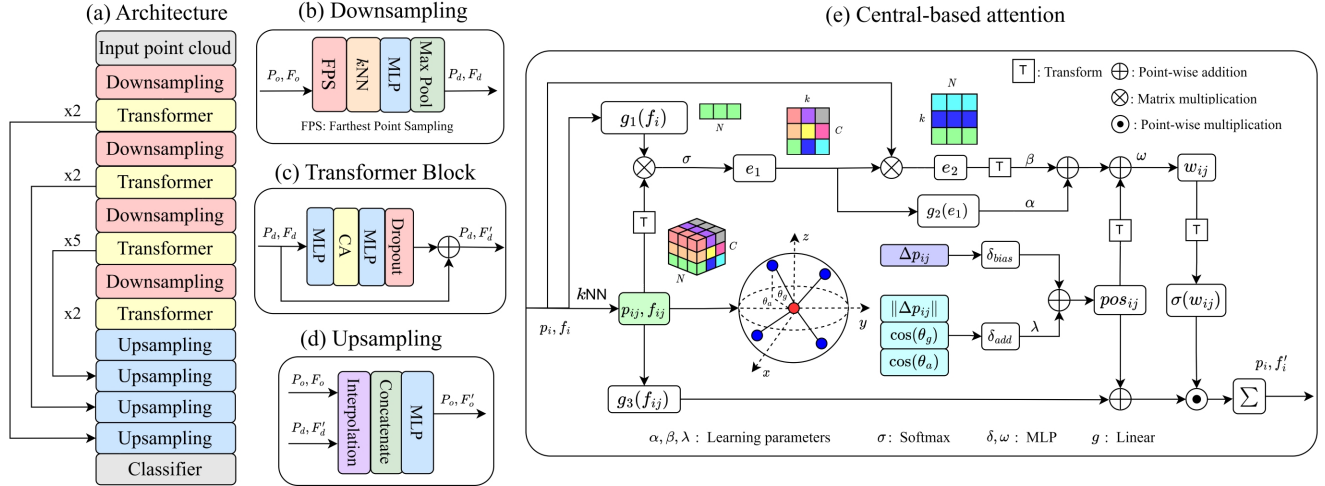 (a) Architecture
Input point cloud
Downsampling
x2
Transformer
Downsampling
x2
Transformer
Downsampling
x5
Transformer
Downsampling
x2
Transformer
Upsampling
Upsampling
Upsampling
Upsampling
Classifier
(b) Downsampling
P_o, F_o
FPS
kNN
MLP
Max Pool
P_d, F_d
FPS: Farthest Point Sampling
(c) Transformer Block
P_d, F_d
MLP
CA
MLP
Dropout
P_d, F_d'
(d) Upsampling
P_o, F_o
P_d, F_d'
Interpolation
Concatenate
MLP
P_o, F_o'
(e) Central-based attention
T : Transform
: Point-wise addition
: Matrix multiplication
: Point-wise multiplication
g_1(f_i)
N
k
C
k
N
σ
e_1
e_2
T
β
ω
w_ij
g_2(e_1)
α
T
N
C
T
T
z
y
x
θ_a
θ_g
Δp_ij
δ_bias
‖Δp_ij‖
cos(θ_g)
cos(θ_a)
δ_add
λ
pos_ij
σ(w_ij)
kNN
p_i, f_i
p_ij, f_ij
g_3(f_ij)
∑
p_i, f_i'
α, β, λ : Learning parameters
σ : Softmax
δ, ω : MLP
g : Linear